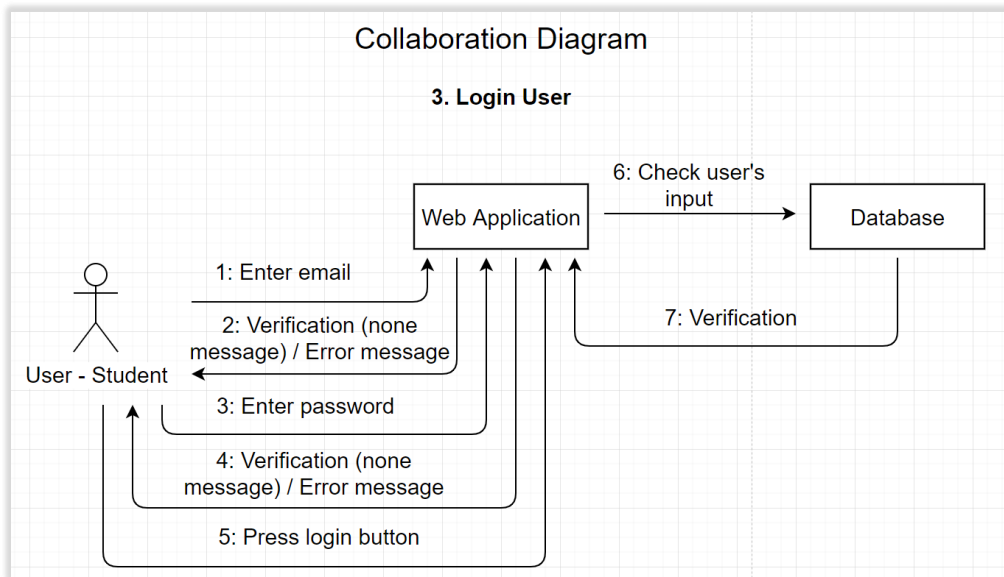 Collaboration Diagram
3. Login User
6: Check user's
input
Web Application
Database
1: Enter email
2: Verification (none
message) / Error message
7: Verification
User - Student
3: Enter password
4: Verification (none
message) / Error message
5: Press login button